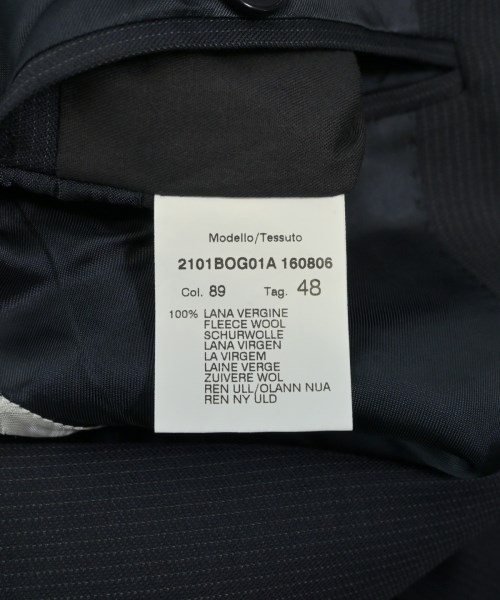 Modello/Tessuto
2101BOG01A 160806
Col. 89 Tag. 48
100% LANA VERGINE
FLEECE WOOL
SCHURWOLLE
LANA VIRGEN
LA VIRGEM
LAINE VERGE
ZUIVERE WOL
REN ULL/OLANN NUA
REN NY ULD